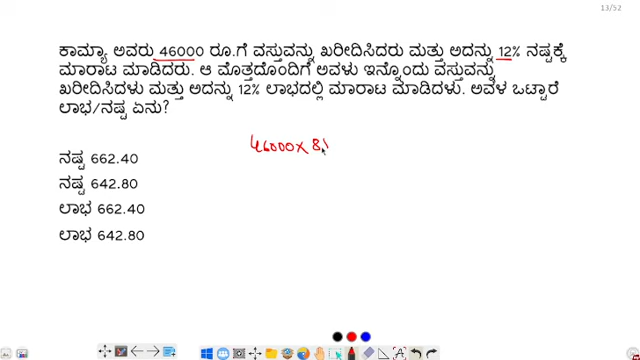 13/52
ಕಾಮ್ಯಾ ಅವರು 46000 ರೂ.ಗೆ ವಸ್ತುವನ್ನು ಖರೀದಿಸಿದರು ಮತ್ತು ಅದನ್ನು 12% ನಷ್ಟಕ್ಕೆ
ಮಾರಾಟ ಮಾಡಿದರು. ಆ ಮೊತ್ತದೊಂದಿಗೆ ಅವಳು ಇನ್ನೊಂದು ವಸ್ತುವನ್ನು
ಖರೀದಿಸಿದಳು ಮತ್ತು ಅದನ್ನು 12% ಲಾಭದಲ್ಲಿ ಮಾರಾಟ ಮಾಡಿದಳು. ಅವಳ ಒಟ್ಟಾರೆ
ಲಾಭ/ನಷ್ಟ ಏನು?
46000 x 8
ನಷ್ಟ 662.40
ನಷ್ಟ 642.80
ಲಾಭ 662.40
ಲಾಭ 642.80